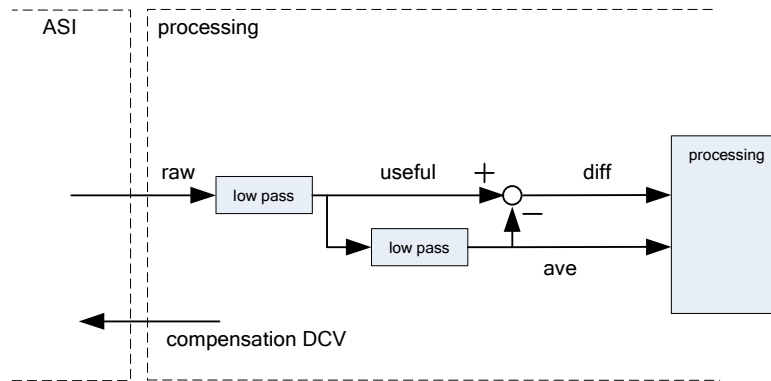 ASI
processing
processing
raw
useful
+
diff
low pass
−
low pass
ave
compensation DCV